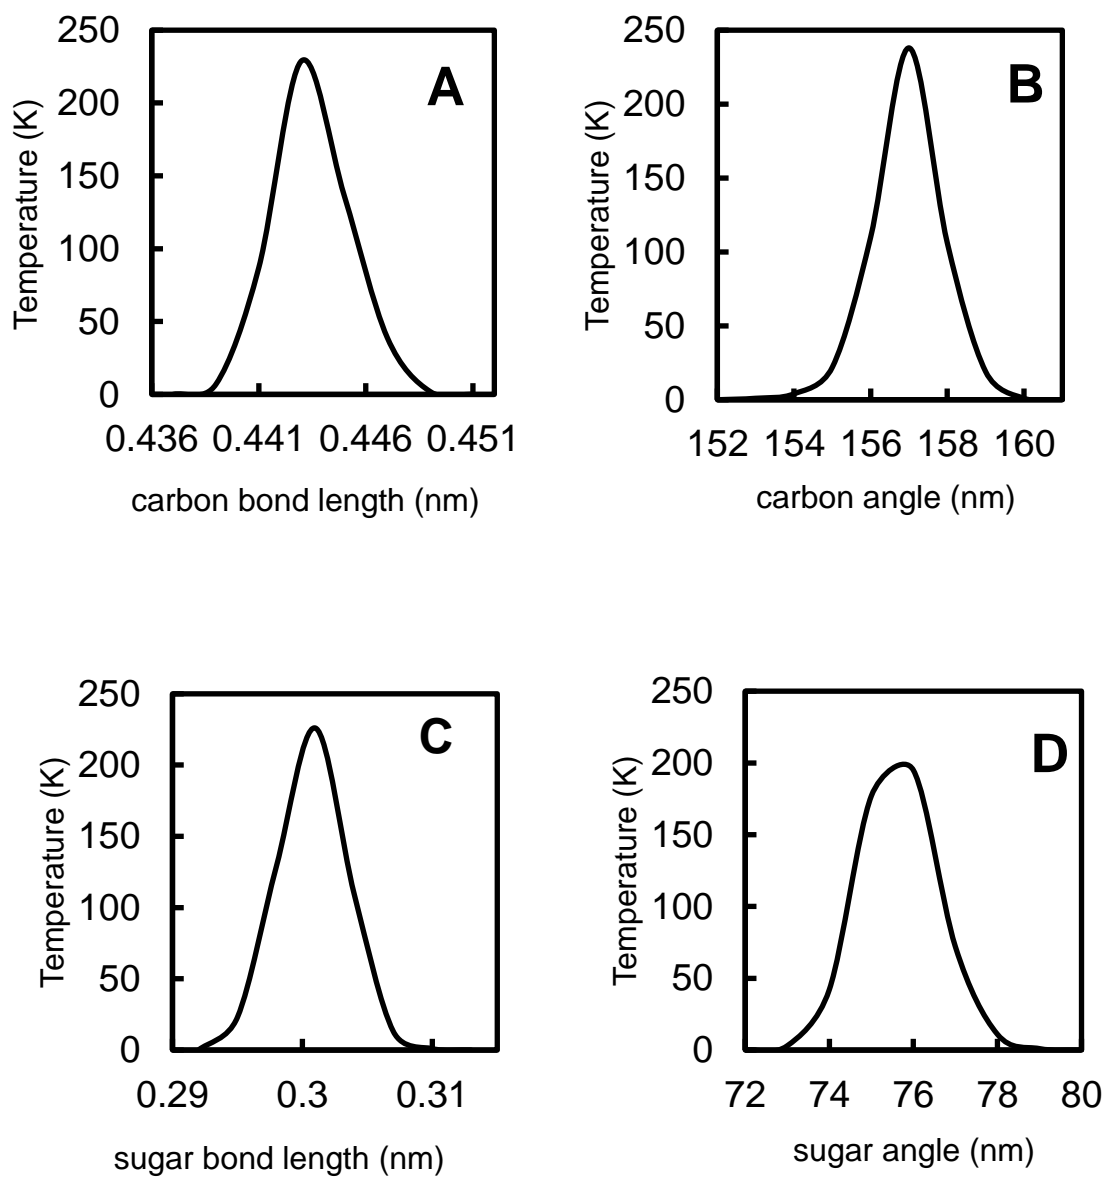 A
Temperature (K)
250
200
150
100
50
0
0.436 0.441 0.446 0.451
carbon bond length (nm)
B
Temperature (K)
250
200
150
100
50
0
152 154 156 158 160
carbon angle (nm)
C
Temperature (K)
250
200
150
100
50
0
0.29 0.3 0.31
sugar bond length (nm)
D
Temperature (K)
250
200
150
100
50
0
72 74 76 78 80
sugar angle (nm)